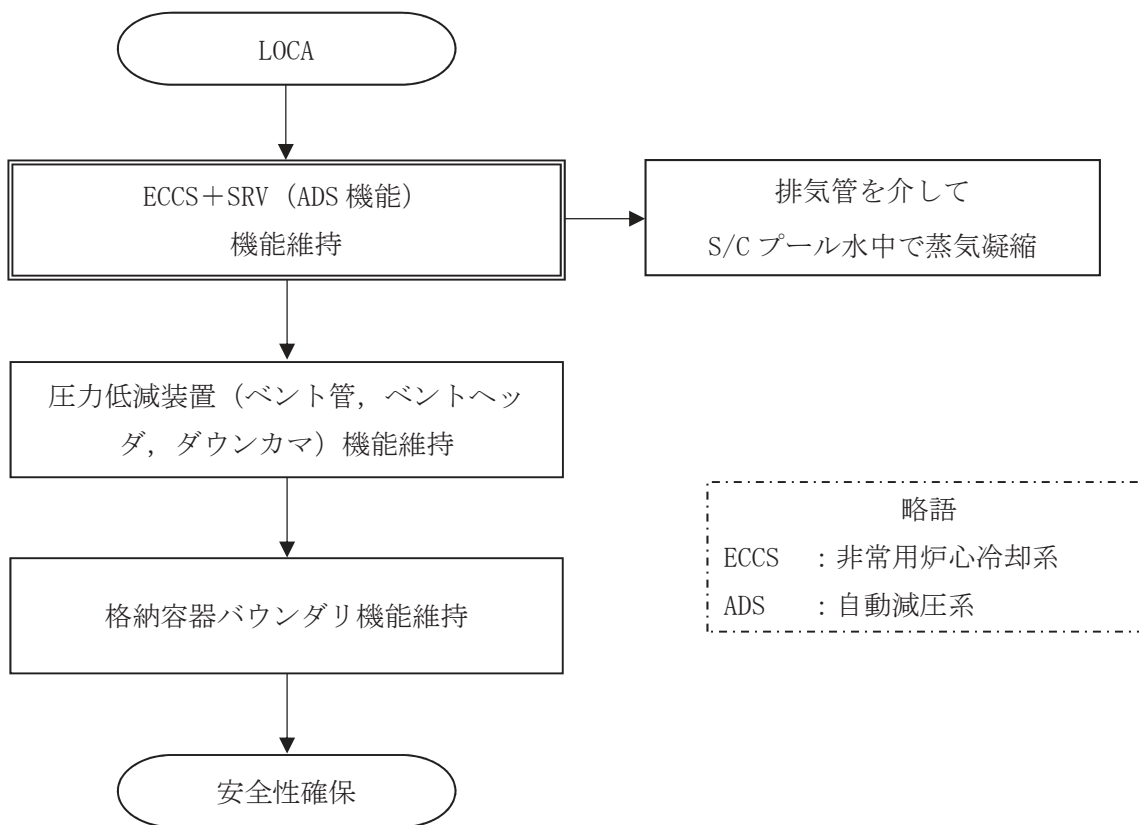 LOCA
ECCS+SRV(ADS 機能)
機能維持
排気管を介して
S/C プール水中で蒸気凝縮
圧力低減装置(ベント管,ベントヘッ
ダ,ダウンカマ)機能維持
略語
ECCS :非常用炉心冷却系
ADS :自動減圧系
格納容器バウンダリ機能維持
安全性確保